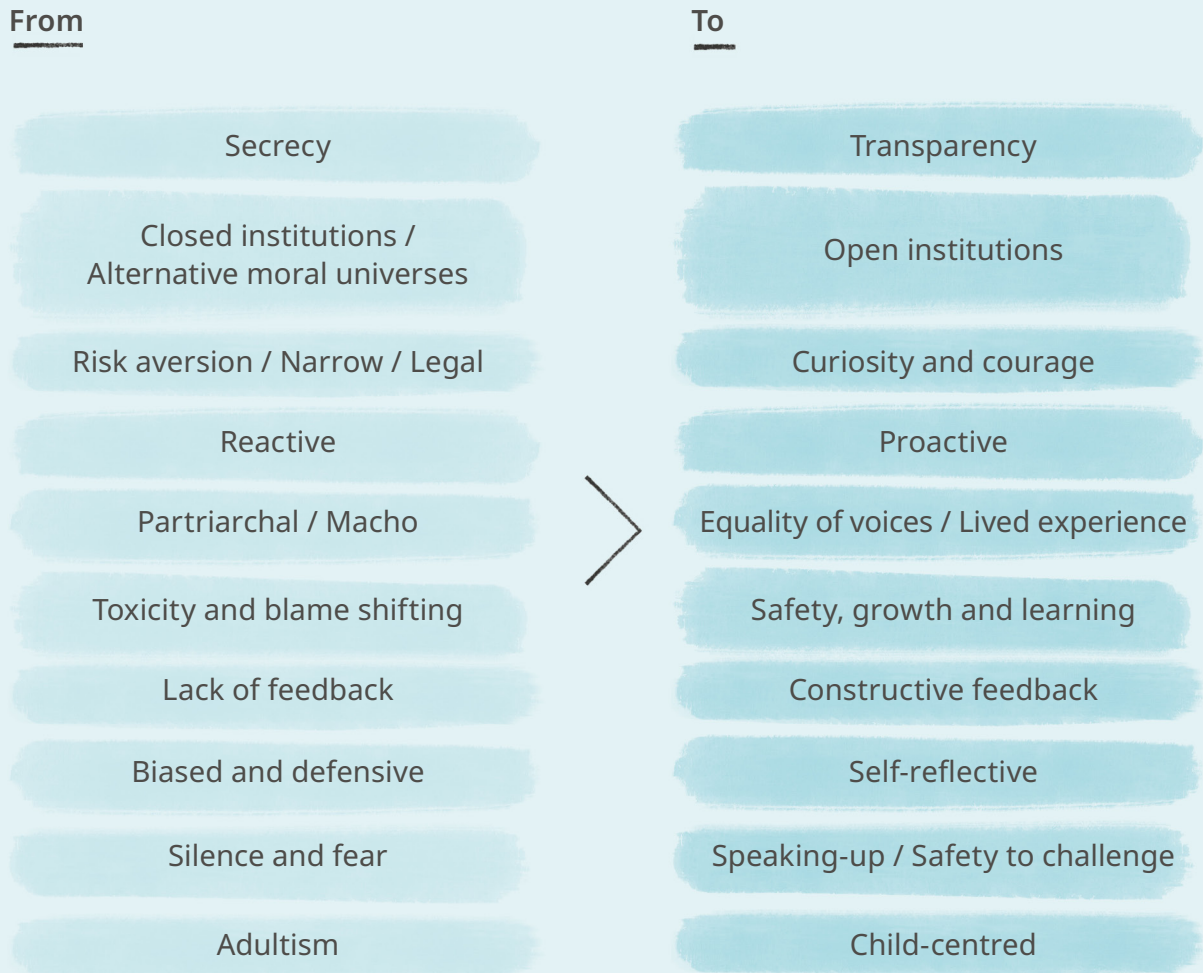 From
To
Secrecy
Transparency
Closed institutions /
Alternative moral universes
Open institutions
Risk aversion / Narrow / Legal
Curiosity and courage
Reactive
Proactive
Partriarchal / Macho
Equality of voices / Lived experience
Toxicity and blame shifting
Safety, growth and learning
Lack of feedback
Constructive feedback
Biased and defensive
Self-reflective
Silence and fear
Speaking-up / Safety to challenge
Adultism
Child-centred